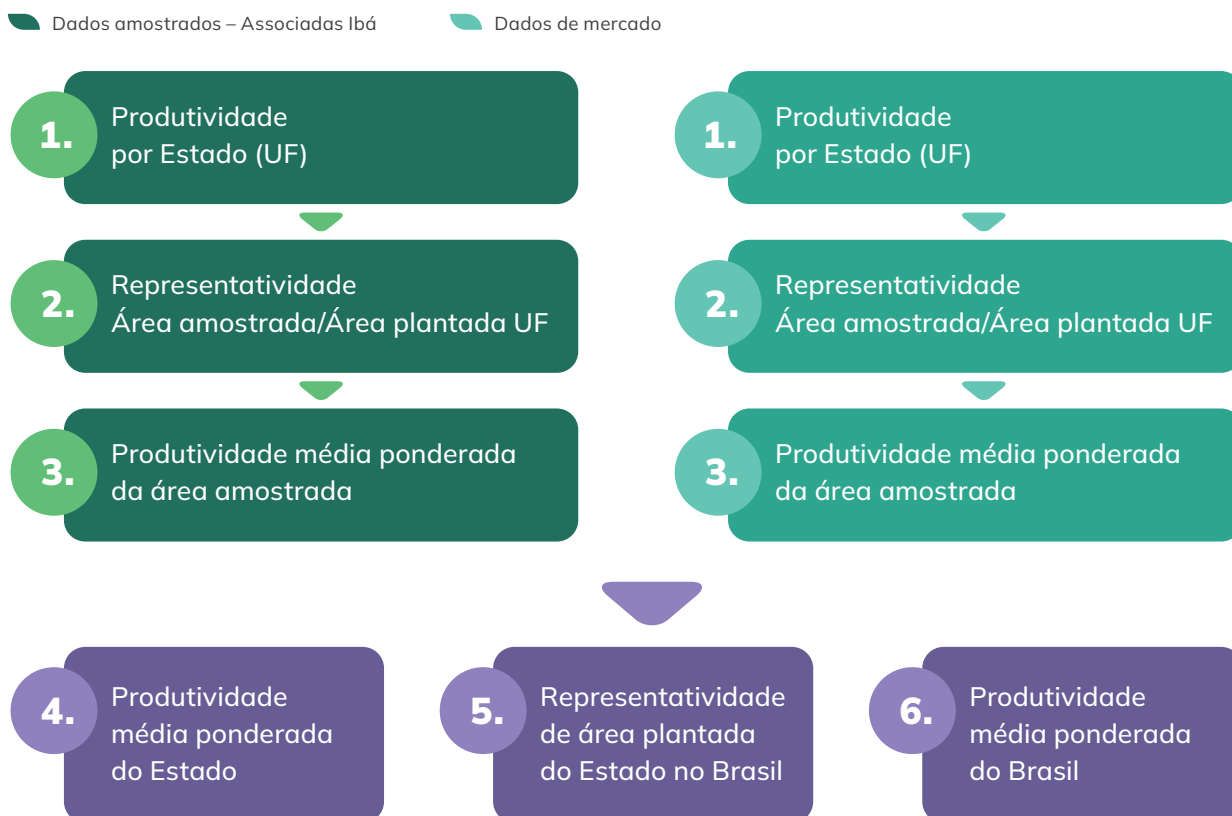 Dados amostrados – Associadas Ibá
Dados de mercado
1.
Produtividade
por Estado (UF)
2.
Representatividade
Área amostrada/Área plantada UF
3.
Produtividade média ponderada
da área amostrada
1.
Produtividade
por Estado (UF)
2.
Representatividade
Área amostrada/Área plantada UF
3.
Produtividade média ponderada
da área amostrada
4.
Produtividade
média ponderada
do Estado
5.
Representatividade
de área plantada
do Estado no Brasil
6.
Produtividade
média ponderada
do Brasil